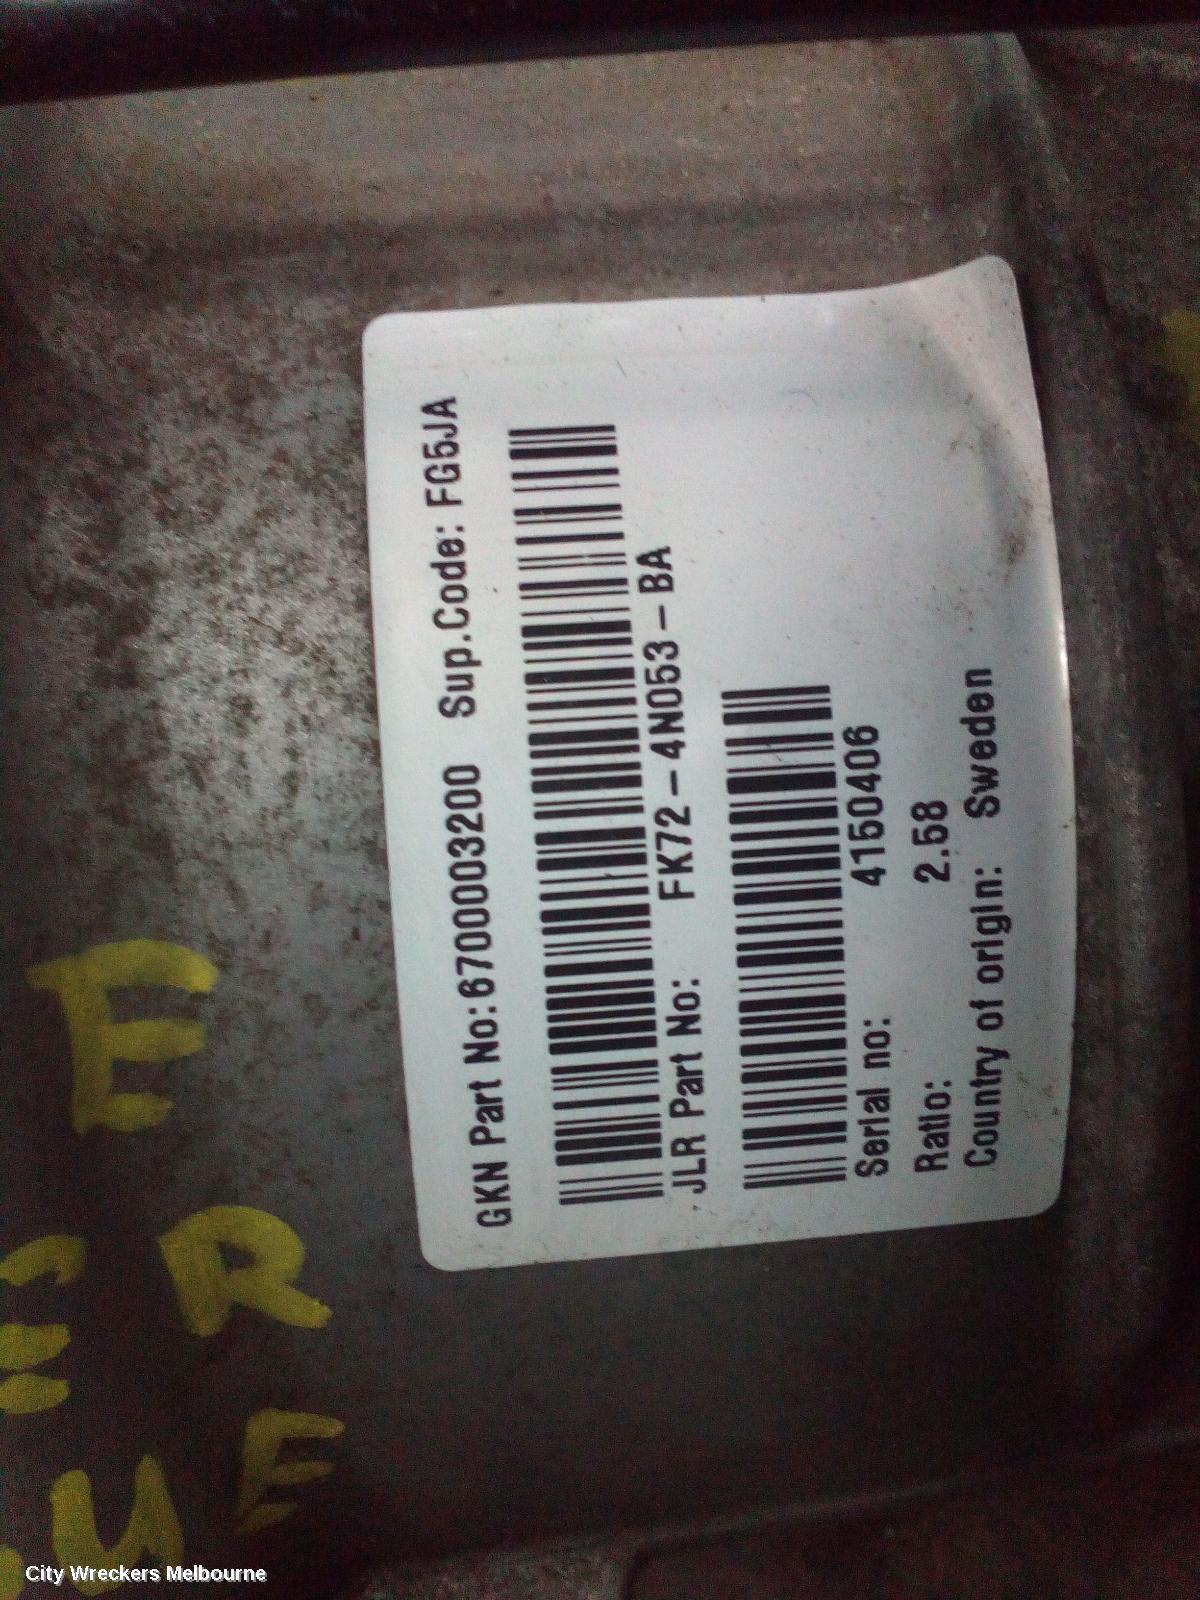 GKN Part No:6700003200 Sup.Code: FG5JA
JLR Part No: FK72-4N053-BA
Serial no: 4150406
Ratio: 2.58
Country of origin: Sweden
City Wreckers Melbourne